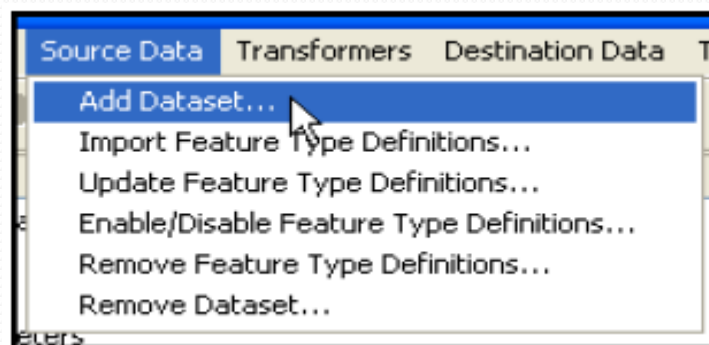 Source Data Transformers Destination Data
Add Dataset...
Import Feature Type Definitions...
Update Feature Type Definitions...
Enable/Disable Feature Type Definitions...
Remove Feature Type Definitions...
Remove Dataset...